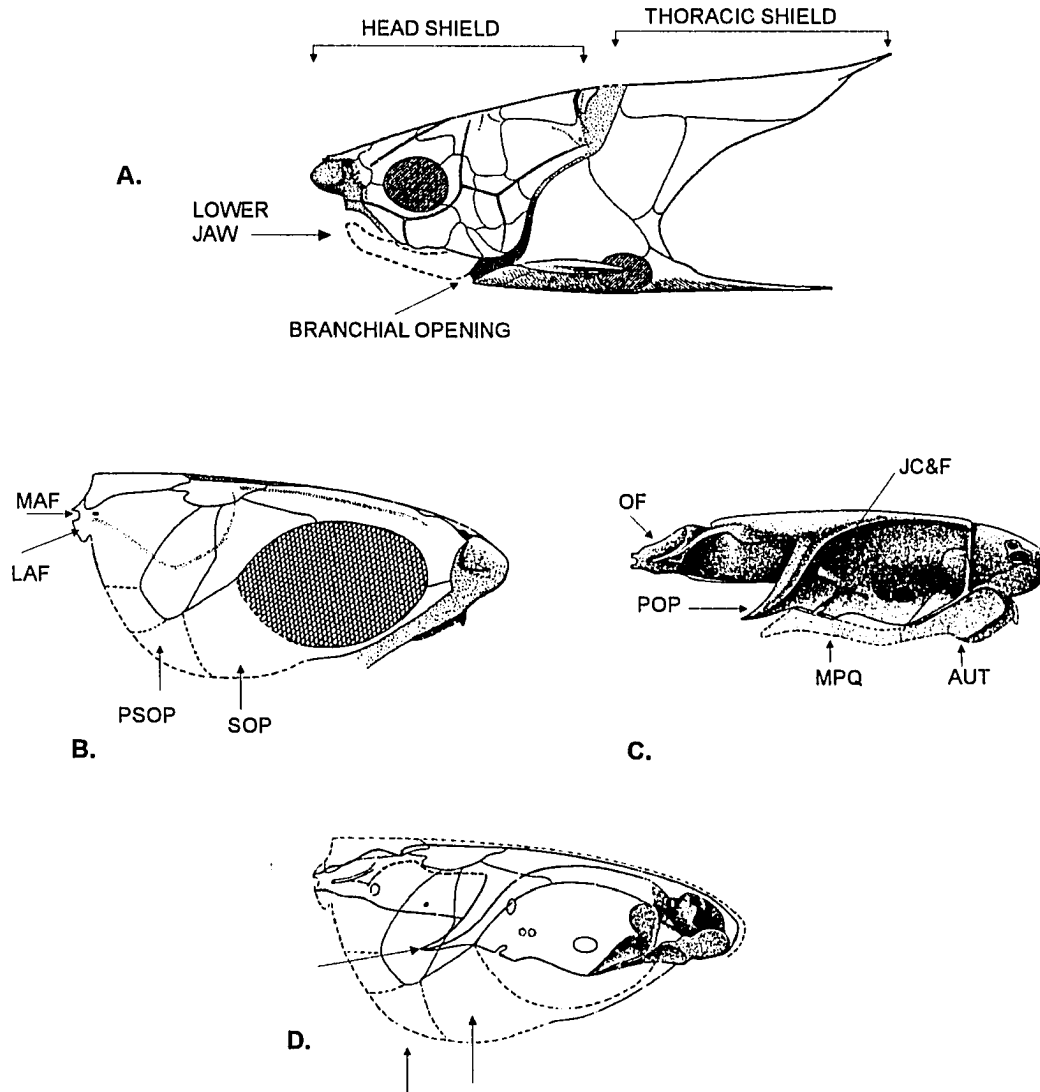 HEAD SHIELD
THORACIC SHIELD
A.
LOWER
JAW
BRANCHIAL OPENING
MAF
LAF
PSOP
SOP
B.
OF
JC&F
POP
MPQ
AUT
C.
D.